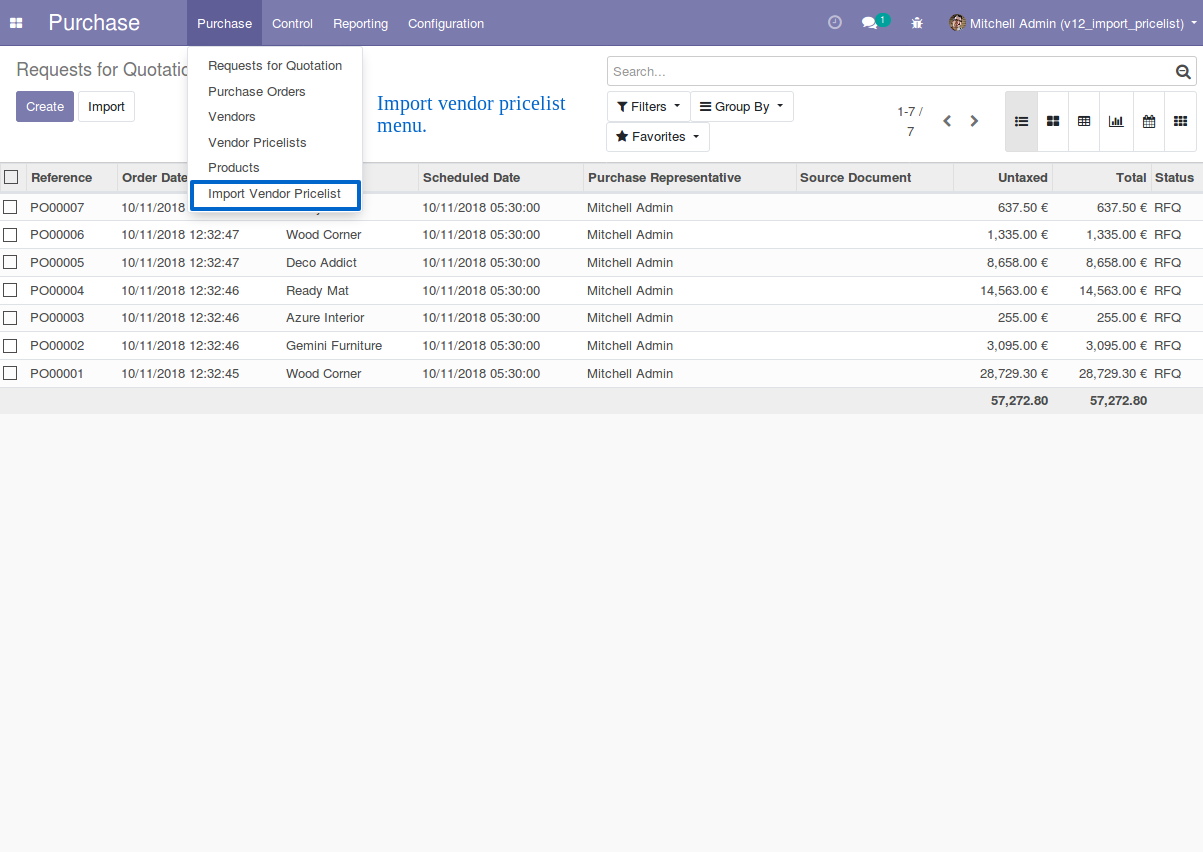 Purchase Purchase Control Reporting Configuration 1 Mitchell Admin (v12_import_pricelist)
Requests for Quotatio
Search...
Create Import
Requests for Quotation
Purchase Orders
Vendors
Vendor Pricelists
Products
Import Vendor Pricelist
Import vendor pricelist
menu.
Filters Group By
Favorites
1-7 /
7
Reference Order Date Scheduled Date Purchase Representative Source Document Untaxed Total Status
PO00007 10/11/2018 10/11/2018 05:30:00 Mitchell Admin 637.50 € 637.50 € RFQ
PO00006 10/11/2018 12:32:47 Wood Corner 10/11/2018 05:30:00 Mitchell Admin 1,335.00 € 1,335.00 € RFQ
PO00005 10/11/2018 12:32:47 Deco Addict 10/11/2018 05:30:00 Mitchell Admin 8,658.00 € 8,658.00 € RFQ
PO00004 10/11/2018 12:32:46 Ready Mat 10/11/2018 05:30:00 Mitchell Admin 14,563.00 € 14,563.00 € RFQ
PO00003 10/11/2018 12:32:46 Azure Interior 10/11/2018 05:30:00 Mitchell Admin 255.00 € 255.00 € RFQ
PO00002 10/11/2018 12:32:46 Gemini Furniture 10/11/2018 05:30:00 Mitchell Admin 3,095.00 € 3,095.00 € RFQ
PO00001 10/11/2018 12:32:45 Wood Corner 10/11/2018 05:30:00 Mitchell Admin 28,729.30 € 28,729.30 € RFQ
57,272.80 57,272.80